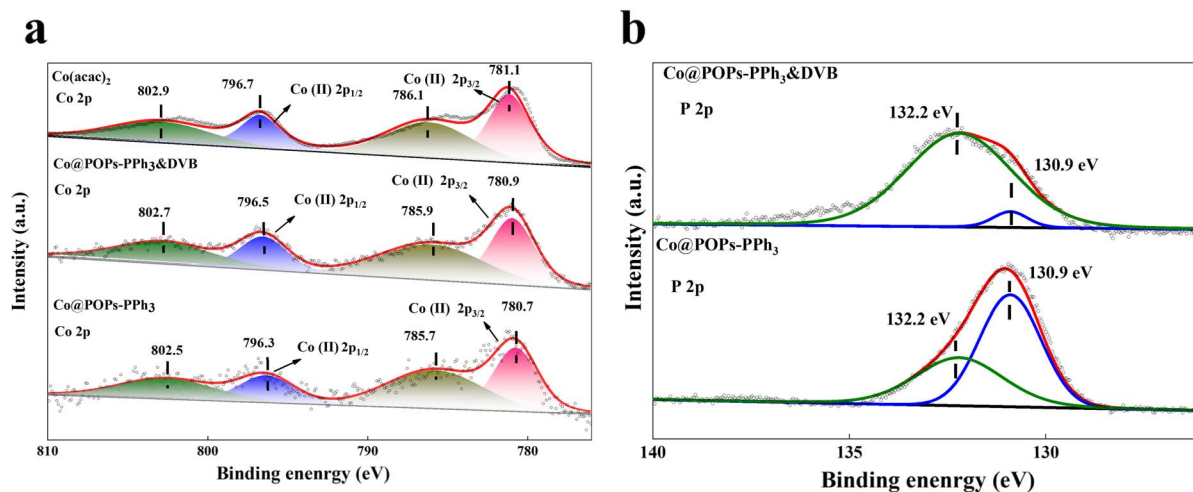 a
Co(acac)₂
Co 2p
802.9
796.7
Co (II) 2p₁/₂
786.1
Co (II) 2p₃/₂
781.1
Co@POPs-PPh₃&DVB
Co 2p
802.7
796.5
Co (II) 2p₁/₂
785.9
Co (II) 2p₃/₂
780.9
Co@POPs-PPh₃
Co 2p
802.5
796.3
Co (II) 2p₁/₂
785.7
Co (II) 2p₃/₂
780.7
Intensity (a.u.)
810
800
790
780
Binding enenrgy (eV)
b
Co@POPs-PPh₃&DVB
P 2p
132.2 eV
130.9 eV
Co@POPs-PPh₃
P 2p
132.2 eV
130.9 eV
Intensity (a.u.)
140
135
130
Binding enenrgy (eV)